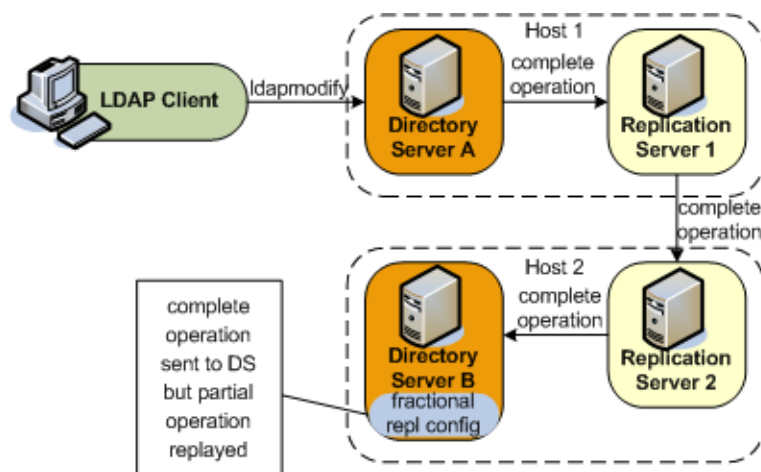 Host 1
LDAP Client
ldapmodify
Directory
Server A
complete
operation
Replication
Server 1
complete
operation
Host 2
Replication
Server 2
complete
operation
Directory
Server B
fractional
repl config
complete
operation
sent to DS
but partial
operation
replayed